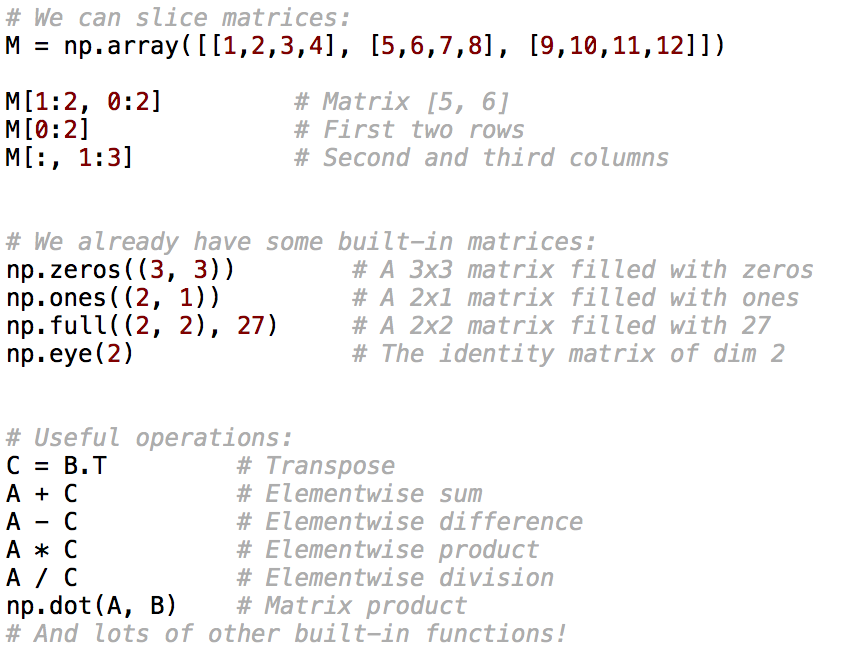 # We can slice matrices:
M = np.array([[1,2,3,4], [5,6,7,8], [9,10,11,12]])
M[1:2, 0:2]         # Matrix [5, 6]
M[0:2]              # First two rows
M[:, 1:3]           # Second and third columns
# We already have some built-in matrices:
np.zeros((3, 3))        # A 3x3 matrix filled with zeros
np.ones((2, 1))         # A 2x1 matrix filled with ones
np.full((2, 2), 27)     # A 2x2 matrix filled with 27
np.eye(2)               # The identity matrix of dim 2
# Useful operations:
C = B.T         # Transpose
A + C           # Elementwise sum
A - C           # Elementwise difference
A * C           # Elementwise product
A / C           # Elementwise division
np.dot(A, B)    # Matrix product
# And lots of other built-in functions!